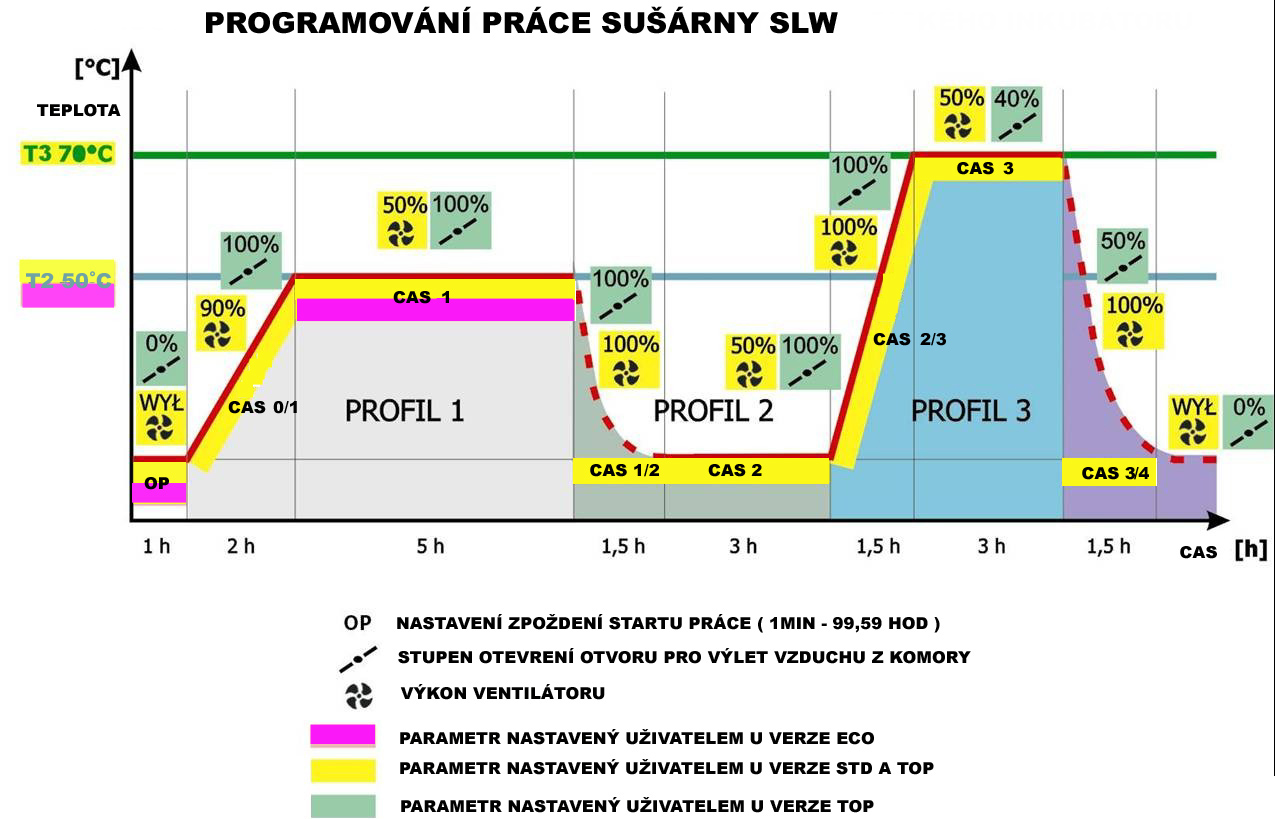 PROGRAMOVÁNÍ PRÁCE SUŠÁRNY SLW
[°C]
TEPLOTA
T3 70°C
T2 50°C
0%
WYŁ
OP
100%
90%
CAS 0/1
50% 100%
CAS 1
PROFIL 1
100%
100%
CAS 1/2
50% 100%
PROFIL 2
CAS 2
100%
100%
CAS 2/3
50% 40%
CAS 3
PROFIL 3
50%
100%
CAS 3/4
WYŁ 0%
1 h 2 h 5 h 1,5 h 3 h 1,5 h 3 h 1,5 h CAS [h]
OP NASTAVENÍ ZPOŽDENÍ STARTU PRÁCE ( 1MIN - 99,59 HOD )
STUPEN OTEVRENÍ OTVORU PRO VÝLET VZDUCHU Z KOMORY
VÝKON VENTILÁTORU
PARAMETR NASTAVENÝ UŽIVATELEM U VERZE ECO
PARAMETR NASTAVENÝ UŽIVATELEM U VERZE STD A TOP
PARAMETR NASTAVENÝ UŽIVATELEM U VERZE TOP